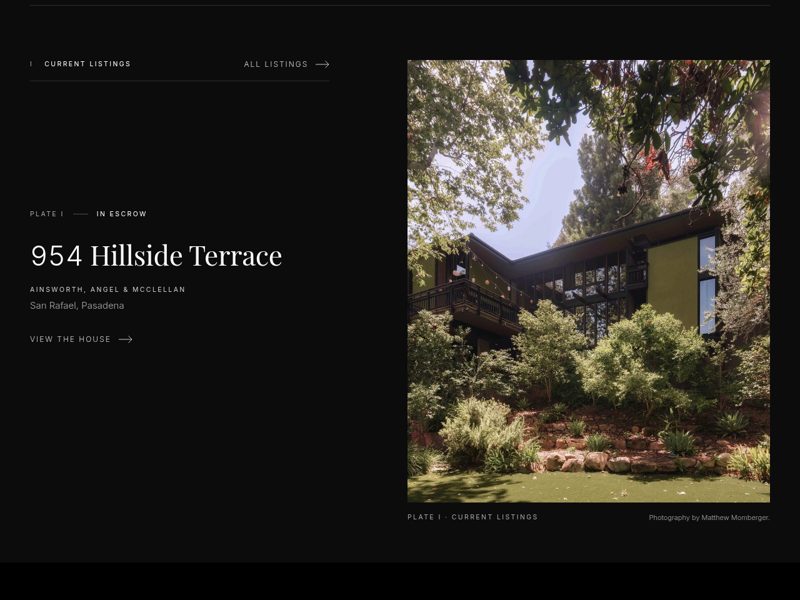 I CURRENT LISTINGS
ALL LISTINGS
PLATE I — IN ESCROW
954 Hillside Terrace
AINSWORTH, ANGEL & MCCLELLAN
San Rafael, Pasadena
VIEW THE HOUSE
PLATE I · CURRENT LISTINGS
Photography by Matthew Momberger.